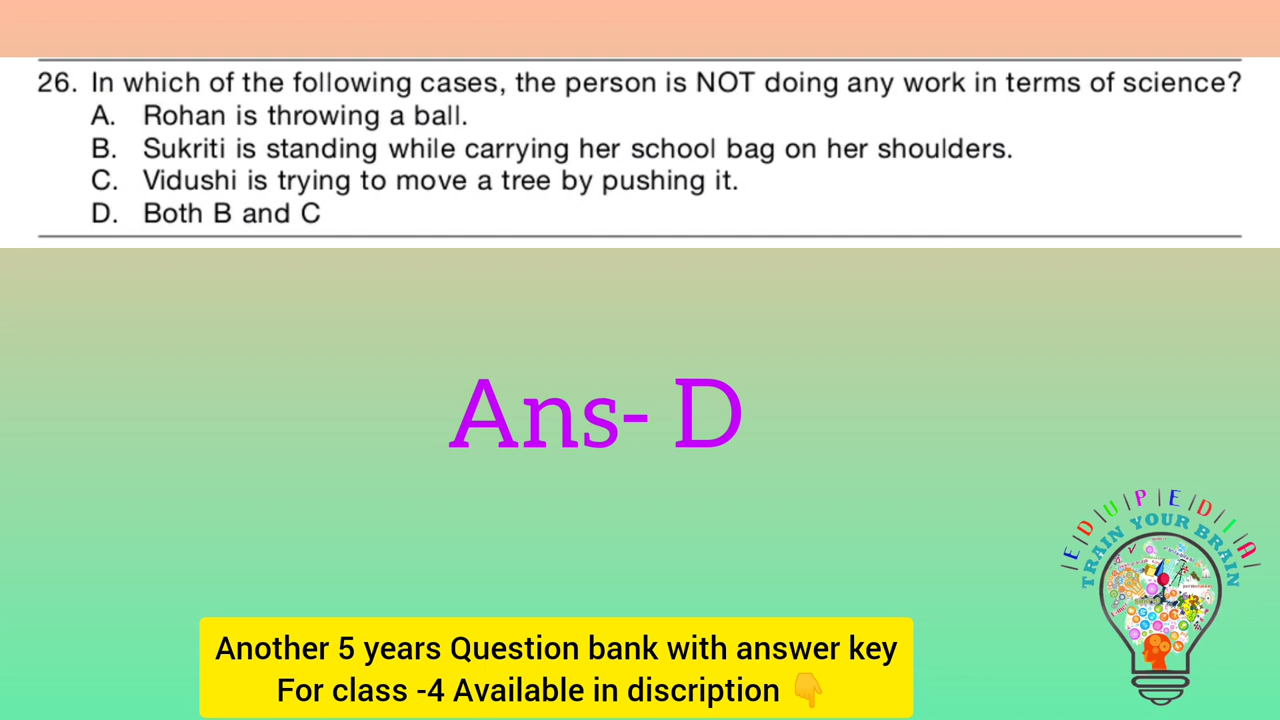 26. In which of the following cases, the person is NOT doing any work in terms of science?
A. Rohan is throwing a ball.
B. Sukriti is standing while carrying her school bag on her shoulders.
C. Vidushi is trying to move a tree by pushing it.
D. Both B and C
Ans- D
|E|D|U|P|E|D|I|A|
TRAIN YOUR BRAIN
Another 5 years Question bank with answer key
For class -4 Available in discription 👇